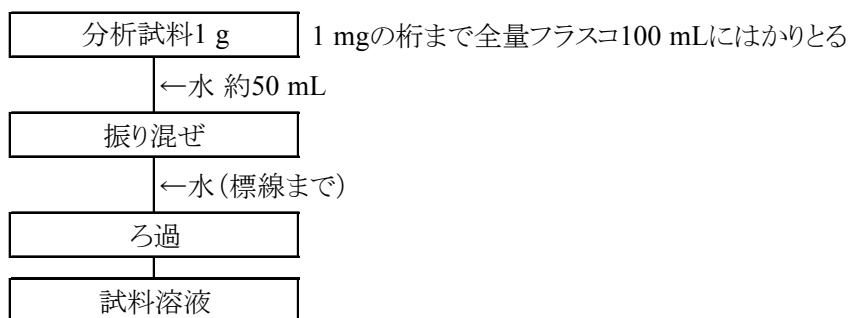 分析試料1 g 1 mgの桁まで全量フラスコ100 mLにはかりとる
←水 約50 mL
振り混ぜ
←水（標線まで）
ろ過
試料溶液